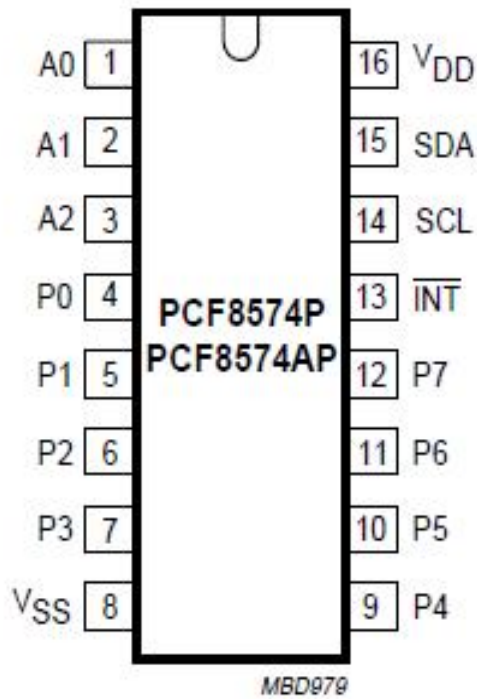 A0 1 16 VDD
A1 2 15 SDA
A2 3 14 SCL
P0 4 13 I̅N̅T̅
PCF8574P
PCF8574AP
P1 5 12 P7
P2 6 11 P6
P3 7 10 P5
VSS 8 9 P4
MBD979